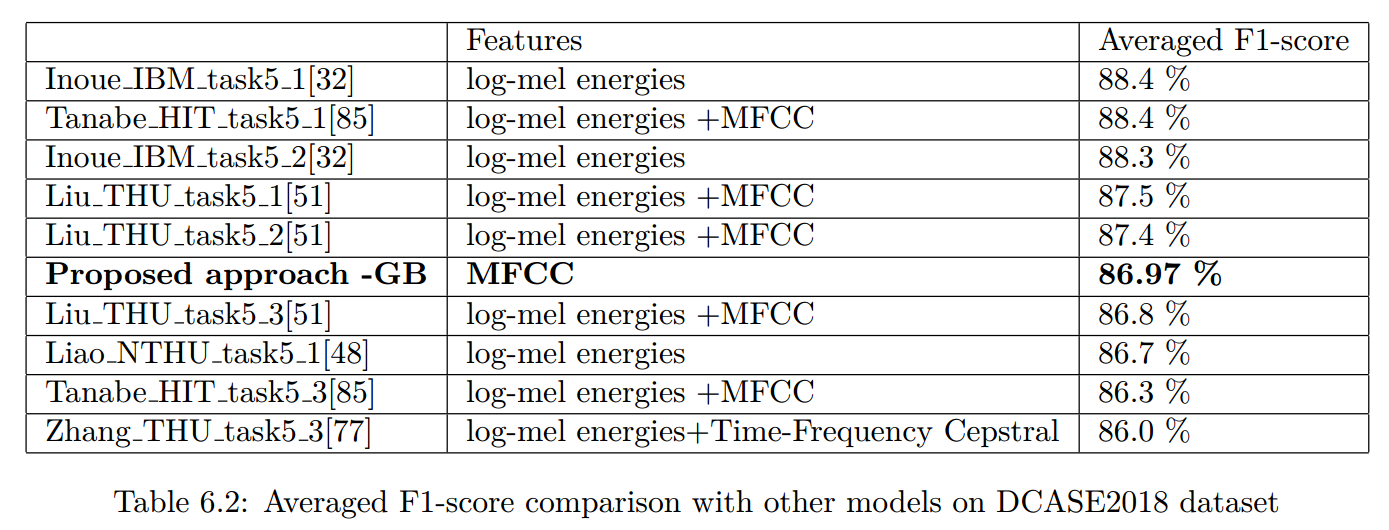 Features Averaged F1-score
Inoue_IBM_task5_1[32] log-mel energies 88.4 %
Tanabe_HIT_task5_1[85] log-mel energies +MFCC 88.4 %
Inoue_IBM_task5_2[32] log-mel energies 88.3 %
Liu_THU_task5_1[51] log-mel energies +MFCC 87.5 %
Liu_THU_task5_2[51] log-mel energies +MFCC 87.4 %
Proposed approach -GB MFCC 86.97 %
Liu_THU_task5_3[51] log-mel energies +MFCC 86.8 %
Liao_NTHU_task5_1[48] log-mel energies 86.7 %
Tanabe_HIT_task5_3[85] log-mel energies +MFCC 86.3 %
Zhang_THU_task5_3[77] log-mel energies+Time-Frequency Cepstral 86.0 %
Table 6.2: Averaged F1-score comparison with other models on DCASE2018 dataset